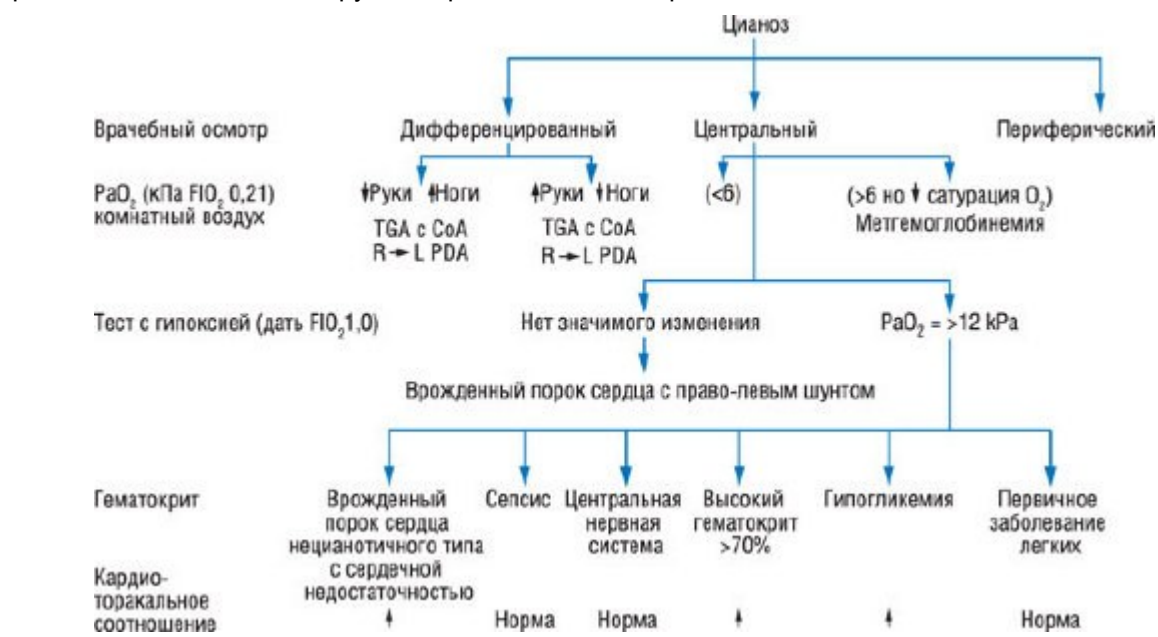 Цианоз
Врачебный осмотр Дифференцированный Центральный Периферический
PaO₂ (кПа FIO₂ 0,21) комнатный воздух
↓Руки ↑Ноги
TGA с CoA
R→L PDA
↑Руки ↓Ноги
TGA с CoA
R→L PDA
(<6)
(>6 но ↓ сатурация O₂)
Метгемоглобинемия
Тест с гипоксией (дать FIO₂1,0) Нет значимого изменения PaO₂ = >12 kPa
Врожденный порок сердца с право-левым шунтом
Гематокрит
Врожденный
порок сердца
нецианотичного типа
с сердечной
недостаточностью
Сепсис
Центральная
нервная
система
Высокий
гематокрит
>70%
Гипогликемия
Первичное
заболевание
легких
Кардио-
торакальное
соотношение
↑ Норма Норма ↑ ↑ Норма